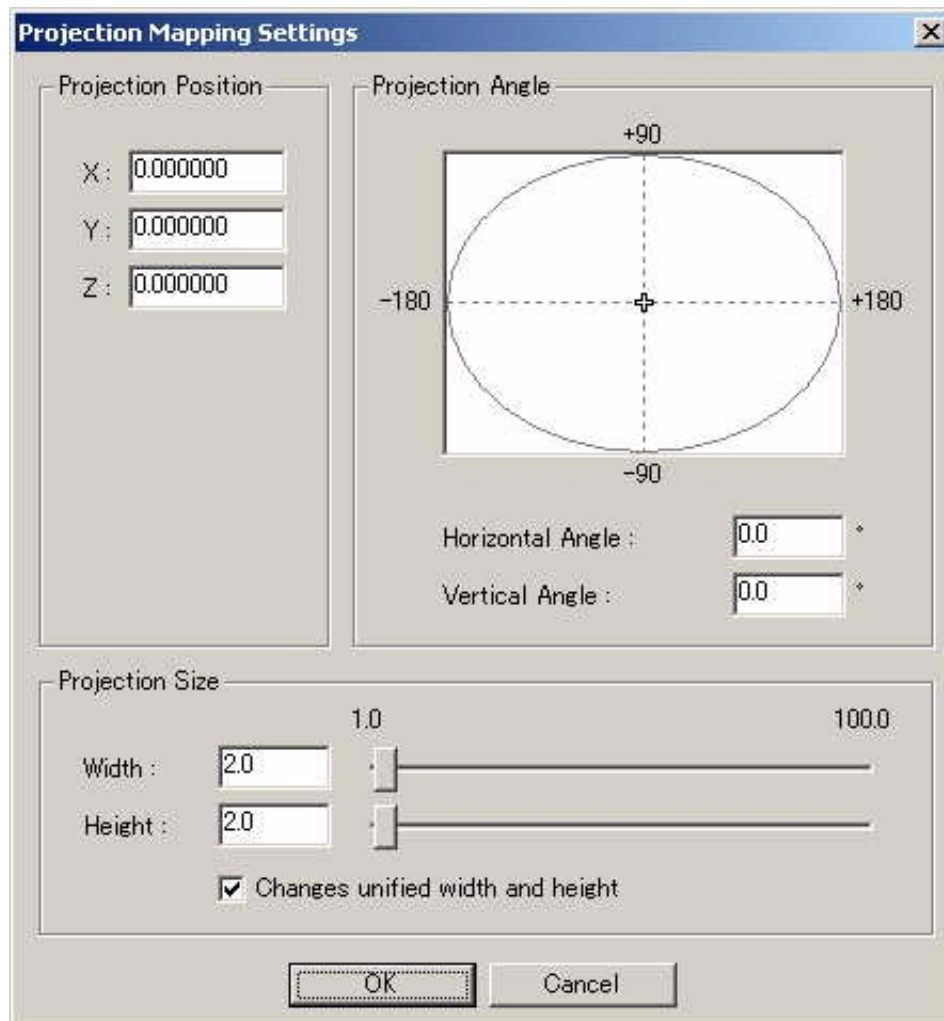 Projection Mapping Settings
Projection Position
X : 0.000000
Y : 0.000000
Z : 0.000000
Projection Angle
+90
-180
+180
-90
Horizontal Angle : 0.0 °
Vertical Angle : 0.0 °
Projection Size
1.0 100.0
Width : 2.0
Height : 2.0
Changes unified width and height
OK Cancel